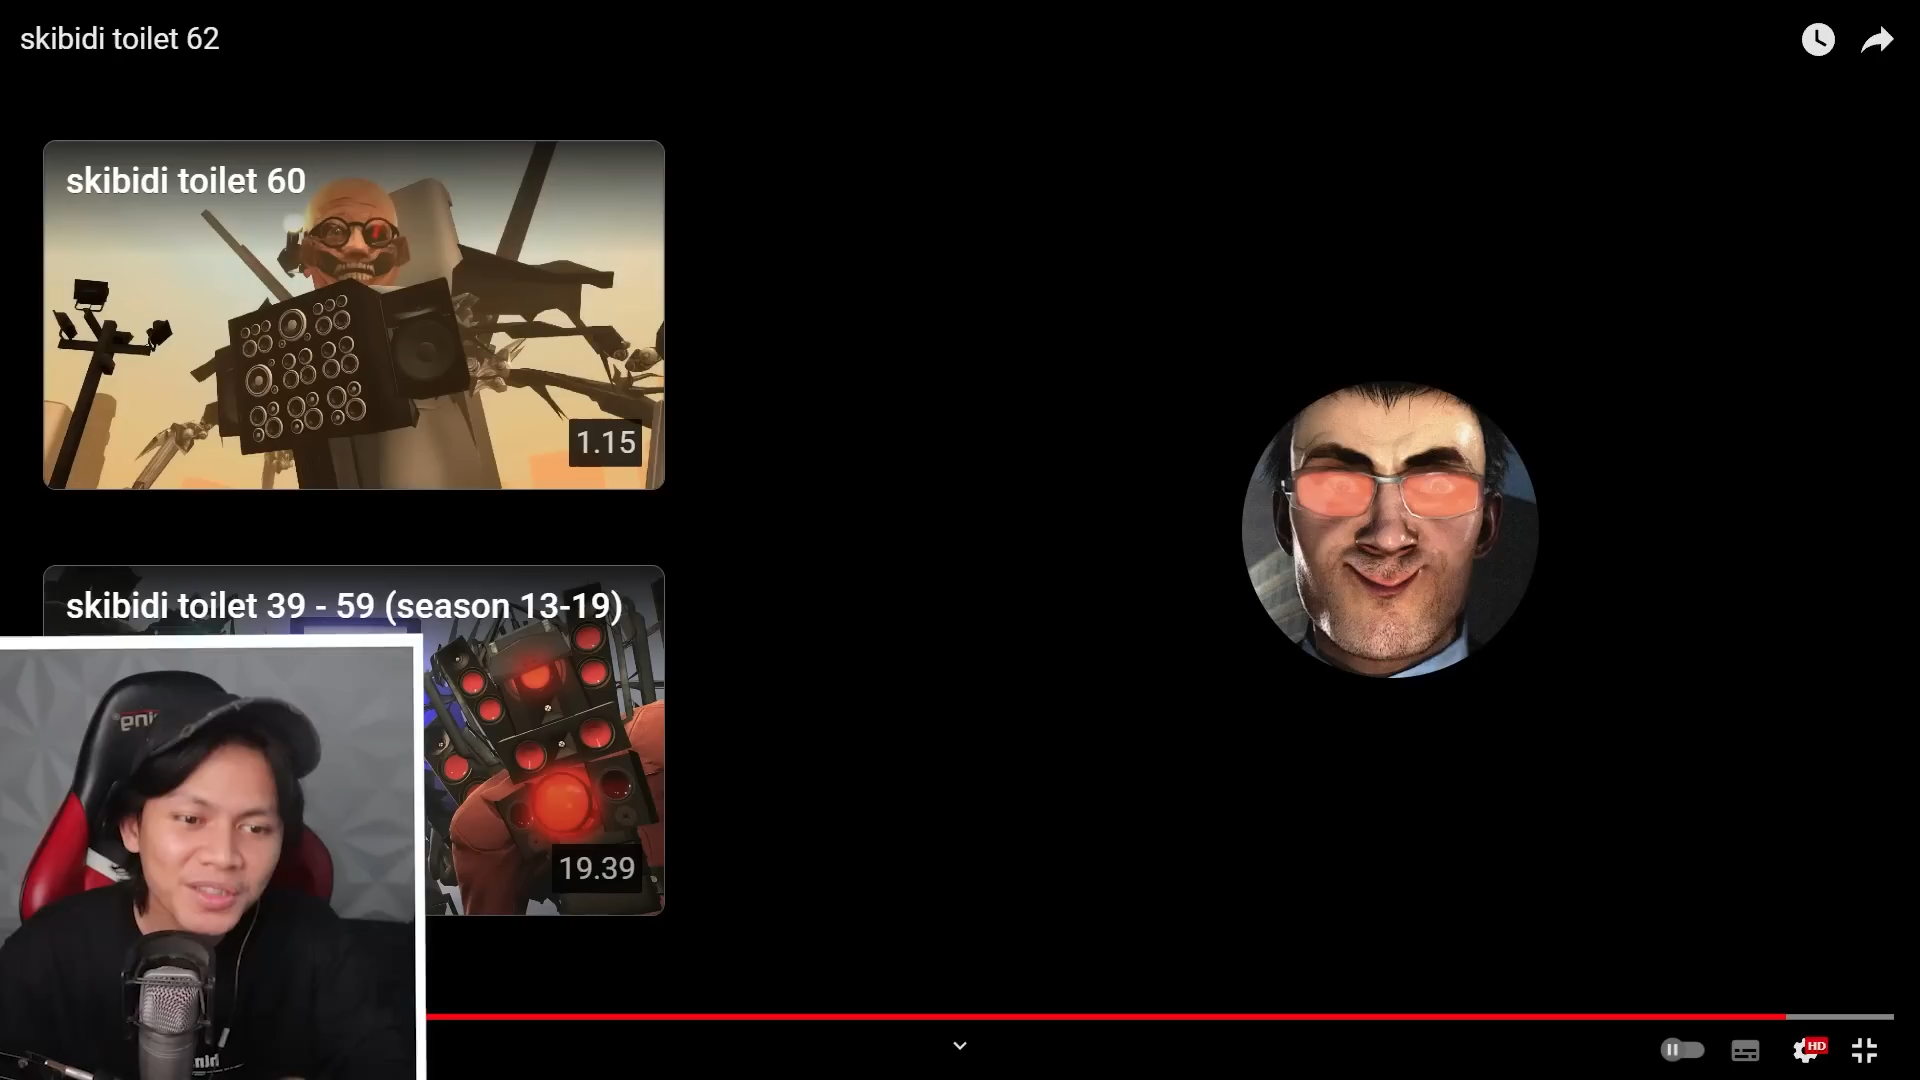 skibidi toilet 62
skibidi toilet 60
1.15
skibidi toilet 39 - 59 (season 13-19)
19.39
HD